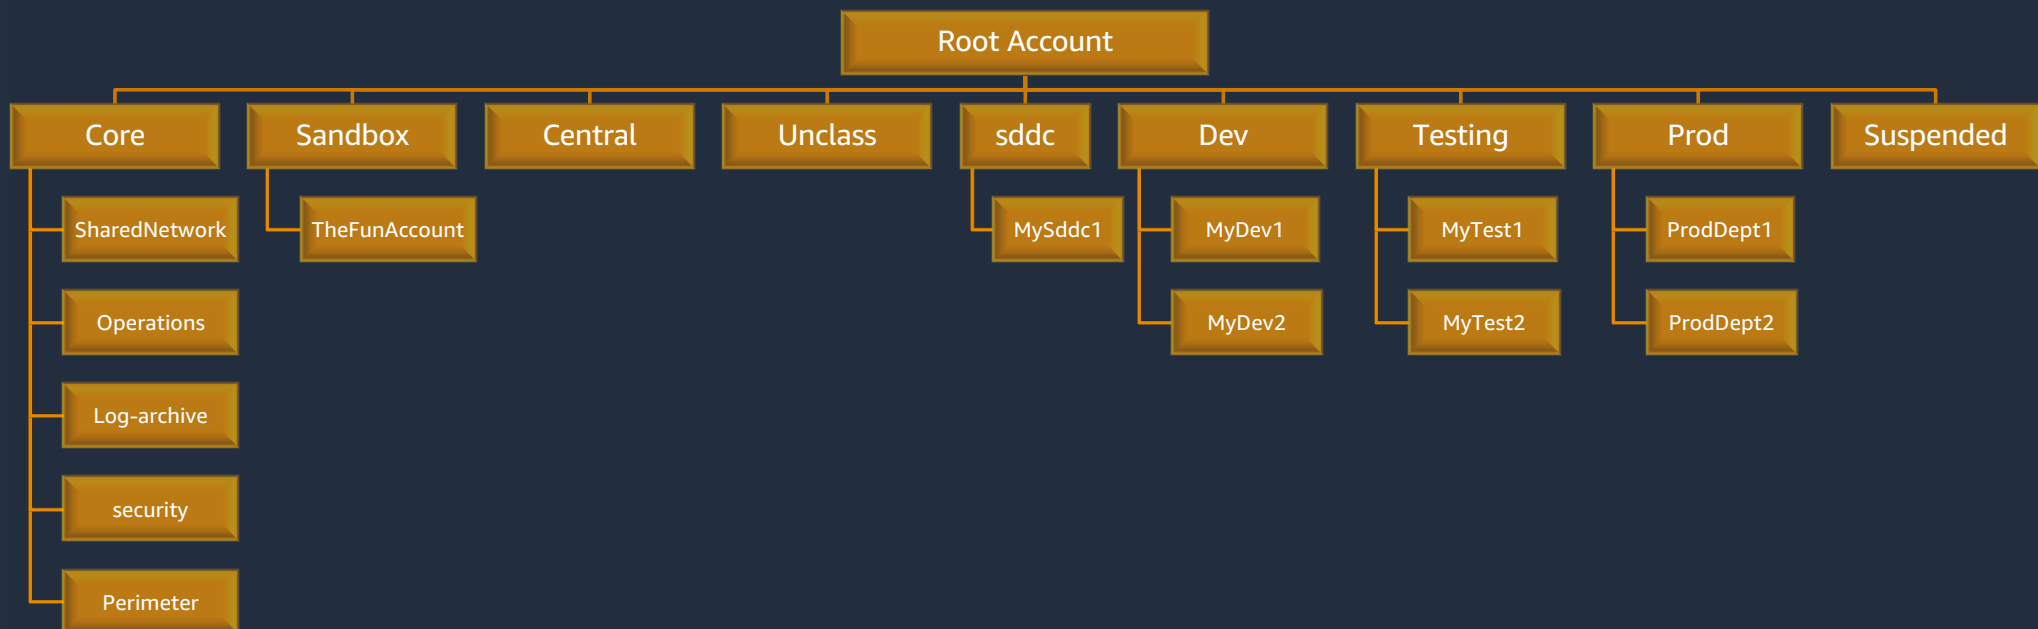 Root Account
Core
Sandbox
Central
Unclass
sddc
Dev
Testing
Prod
Suspended
SharedNetwork
TheFunAccount
MySddc1
MyDev1
MyTest1
ProdDept1
Operations
MyDev2
MyTest2
ProdDept2
Log-archive
security
Perimeter